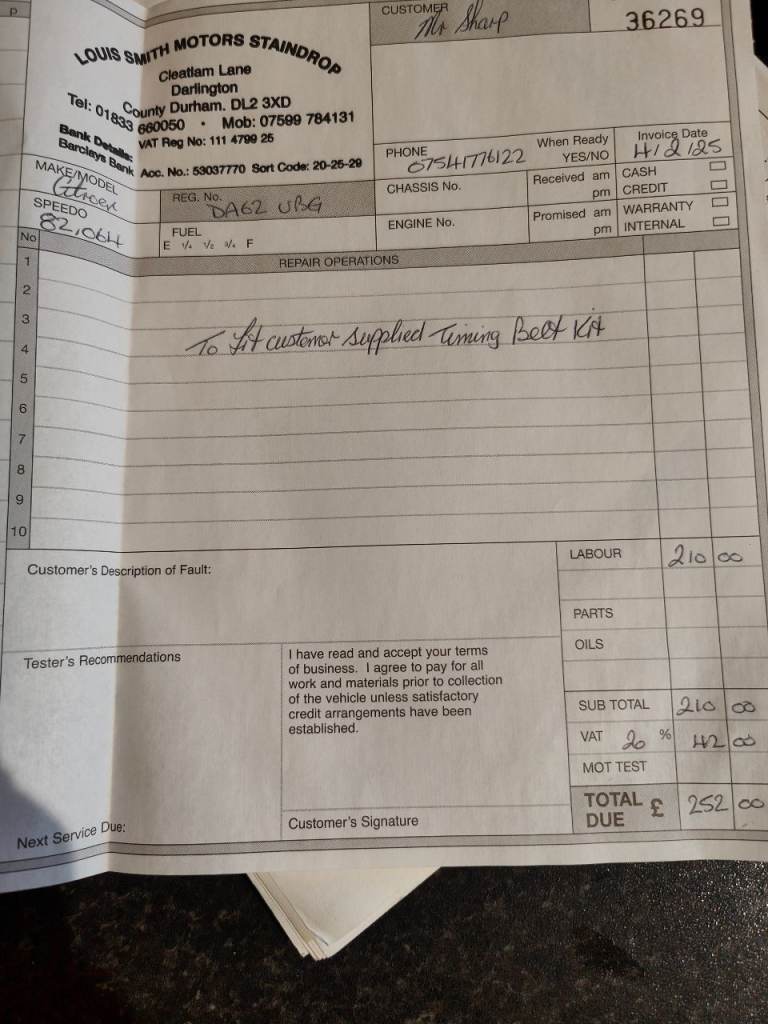 P
CUSTOMER Mr Sharp
36269
LOUIS SMITH MOTORS STAINDROP
Cleatlam Lane
Darlington
County Durham. DL2 3XD
Tel: 01833 660050 • Mob: 07599 784131
VAT Reg No: 111 4799 25
Bank Details:
Barclays Bank Acc. No.: 53037770 Sort Code: 20-25-29
PHONE 07541776122
When Ready
YES/NO
Invoice Date
4/2/25
MAKE/MODEL
Citroen
REG. No. DA62 UBG
CHASSIS No.
Received am
pm
CASH
CREDIT
SPEEDO
82,064
FUEL
E 1/4 1/2 3/4 F
ENGINE No.
Promised am
pm
WARRANTY
INTERNAL
No
REPAIR OPERATIONS
1
2
3
To fit customer supplied Timing Belt Kit
4
5
6
7
8
9
10
Customer's Description of Fault:
LABOUR 210 00
PARTS
OILS
Tester's Recommendations
I have read and accept your terms
of business. I agree to pay for all
work and materials prior to collection
of the vehicle unless satisfactory
credit arrangements have been
established.
SUB TOTAL 210 00
VAT 20 % 42 00
MOT TEST
TOTAL
DUE £ 252 00
Next Service Due:
Customer's Signature